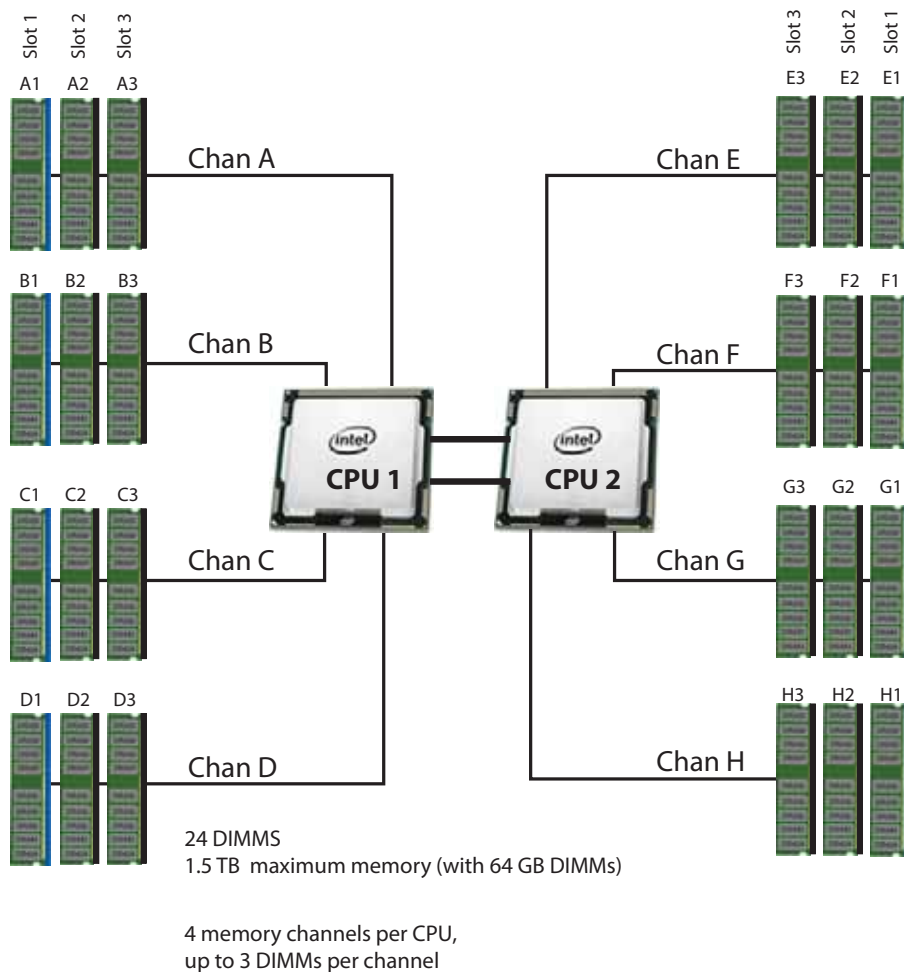 Slot 1
Slot 2
Slot 3
Slot 3
Slot 2
Slot 1
A1 A2 A3
E3 E2 E1
Chan A
Chan E
B1 B2 B3
F3 F2 F1
Chan B
Chan F
intel
CPU 1
intel
CPU 2
C1 C2 C3
G3 G2 G1
Chan C
Chan G
D1 D2 D3
H3 H2 H1
Chan D
Chan H
24 DIMMS
1.5 TB maximum memory (with 64 GB DIMMs)
4 memory channels per CPU,
up to 3 DIMMs per channel